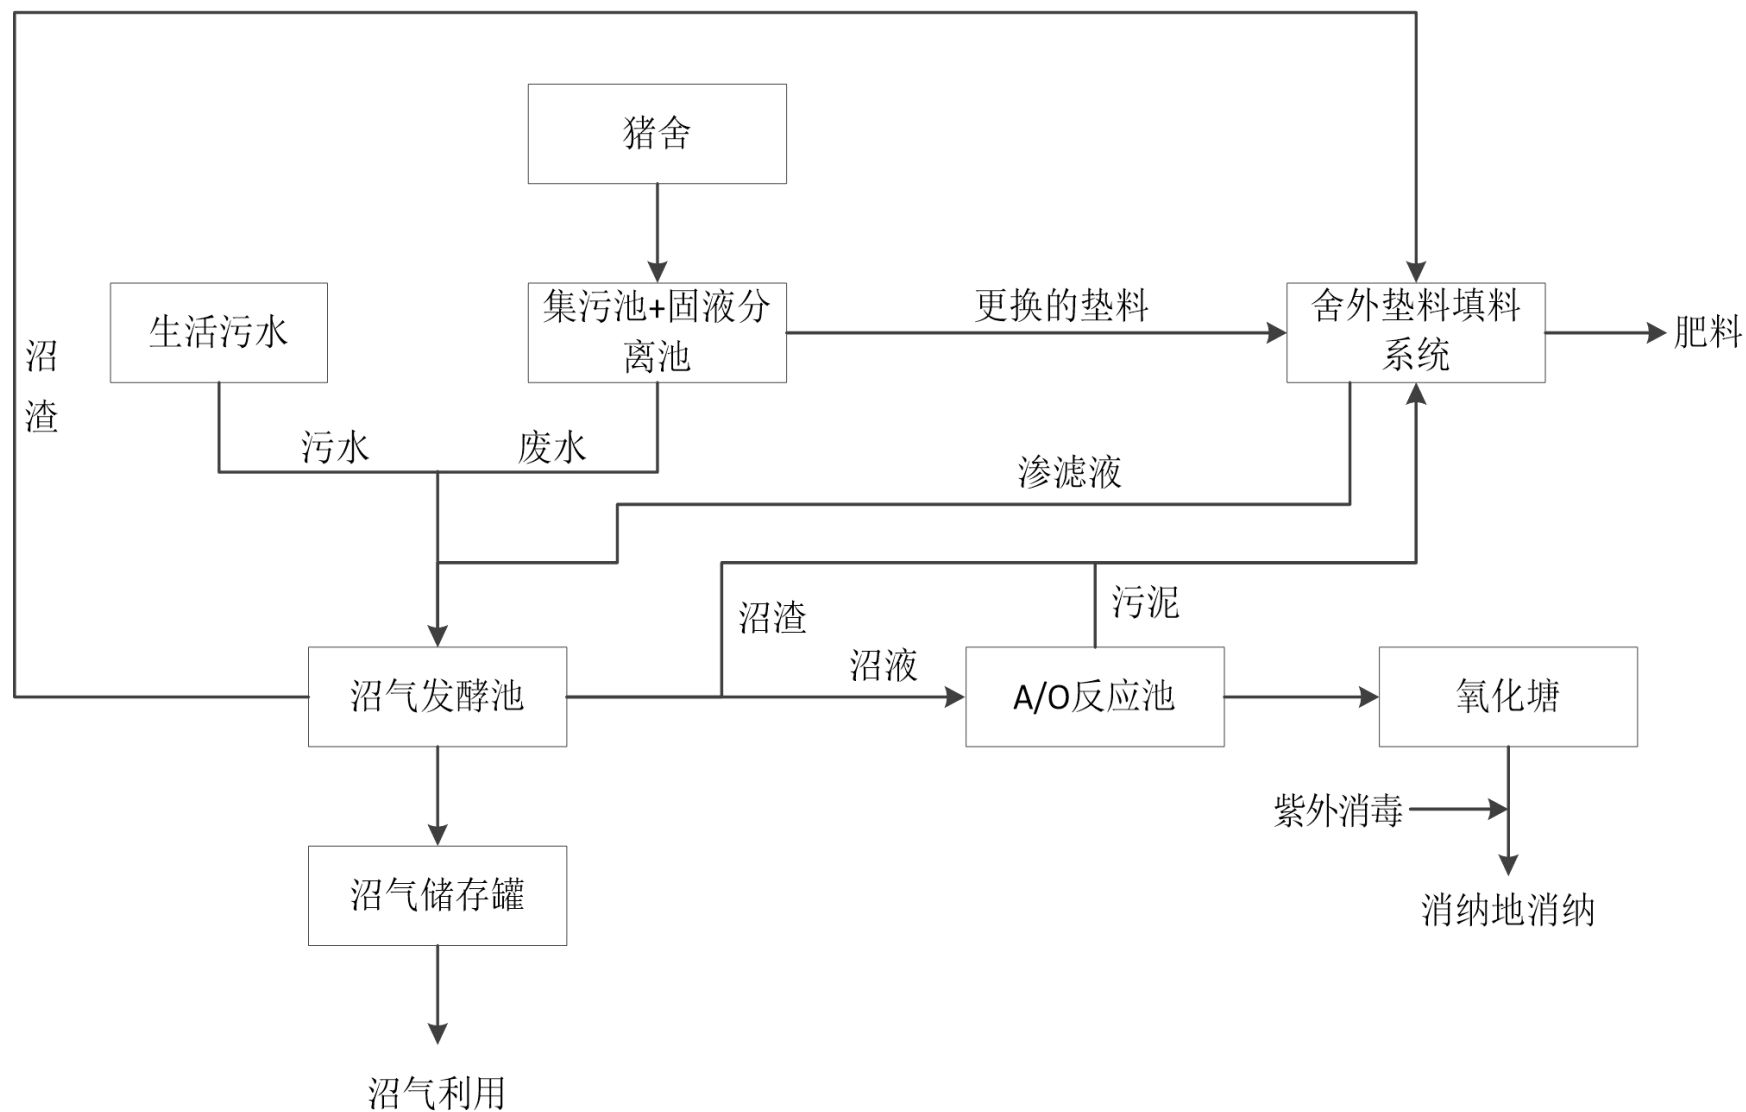 猪舍
生活污水
集污池+固液分
离池
更换的垫料
舍外垫料填料
系统
肥料
沼
渣
污水
废水
渗滤液
沼渣
污泥
沼液
沼气发酵池
A/O反应池
氧化塘
紫外消毒
沼气储存罐
消纳地消纳
沼气利用